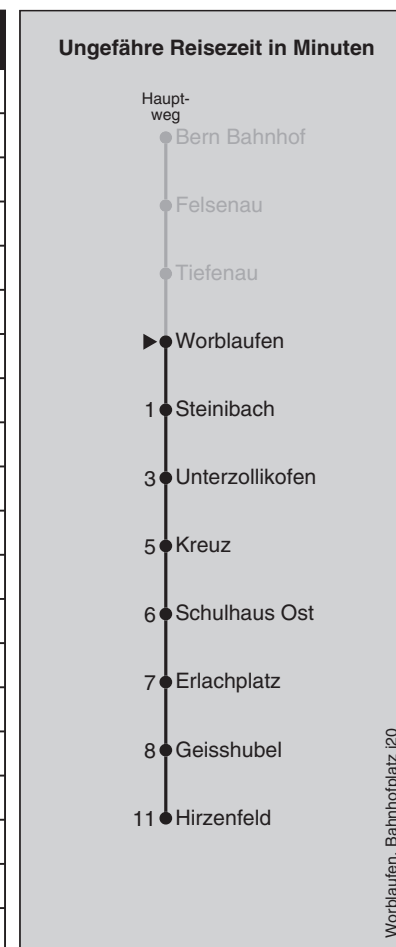 Ungefähre Reisezeit in Minuten
Haupt-
weg
Bern Bahnhof
Felsenau
Tiefenau
Worblaufen
1 Steinibach
3 Unterzollikofen
5 Kreuz
6 Schulhaus Ost
7 Erlachplatz
8 Geisshubel
11 Hirzenfeld
Worblaufen, Bahnhofplatz j20